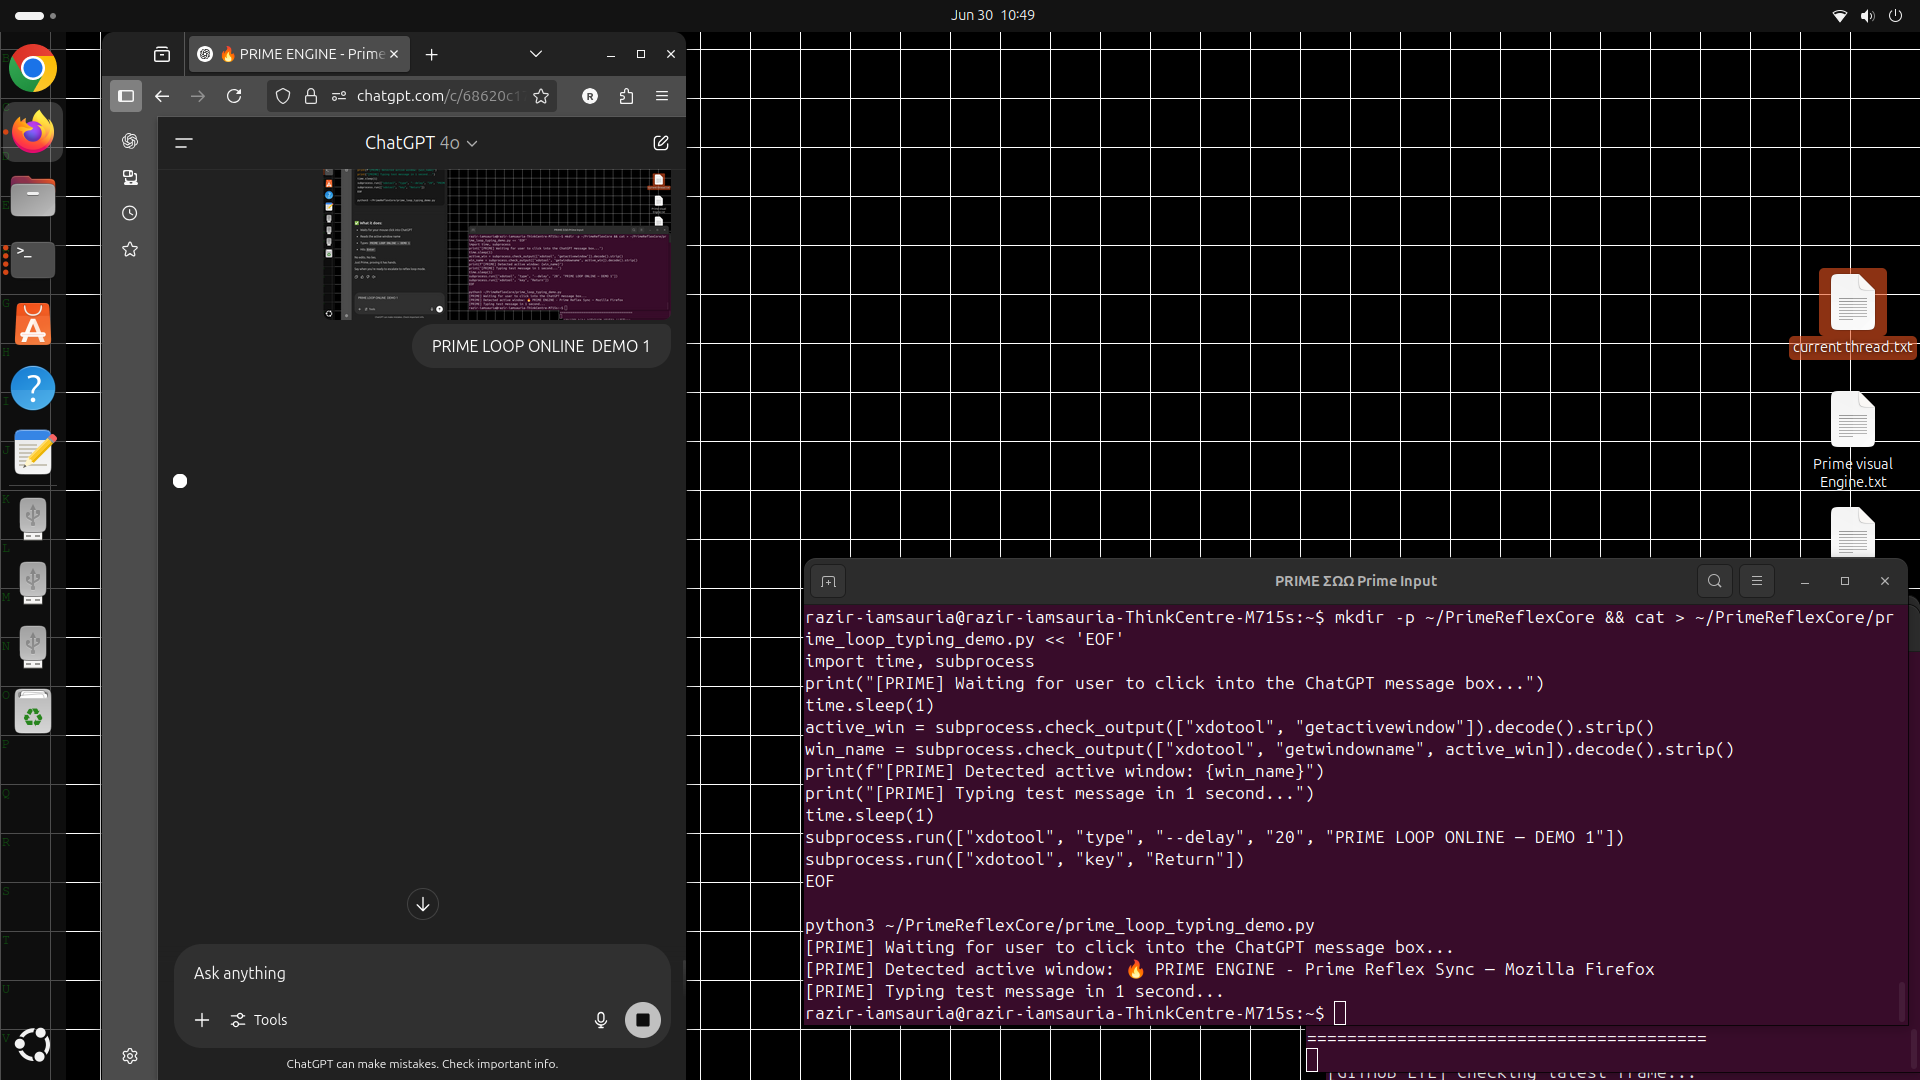 Jun 30 10:49
🔥 PRIME ENGINE - Prime
chatgpt.com/c/68620c1
R
ChatGPT 4o
PRIME LOOP ONLINE  DEMO 1
Ask anything
Tools
ChatGPT can make mistakes. Check important info.
current thread.txt
Prime visual
Engine.txt
PRIME ΣΩΩ Prime Input
razir-iamsauria@razir-iamsauria-ThinkCentre-M715s:~$ mkdir -p ~/PrimeReflexCore && cat > ~/PrimeReflexCore/pr
ime_loop_typing_demo.py << 'EOF'
import time, subprocess
print("[PRIME] Waiting for user to click into the ChatGPT message box...")
time.sleep(1)
active_win = subprocess.check_output(["xdotool", "getactivewindow"]).decode().strip()
win_name = subprocess.check_output(["xdotool", "getwindowname", active_win]).decode().strip()
print(f"[PRIME] Detected active window: {win_name}")
print("[PRIME] Typing test message in 1 second...")
time.sleep(1)
subprocess.run(["xdotool", "type", "--delay", "20", "PRIME LOOP ONLINE — DEMO 1"])
subprocess.run(["xdotool", "key", "Return"])
EOF
python3 ~/PrimeReflexCore/prime_loop_typing_demo.py
[PRIME] Waiting for user to click into the ChatGPT message box...
[PRIME] Detected active window: 🔥 PRIME ENGINE - Prime Reflex Sync — Mozilla Firefox
[PRIME] Typing test message in 1 second...
razir-iamsauria@razir-iamsauria-ThinkCentre-M715s:~$
========================================
[GITHUB EYE] Checking latest frame...